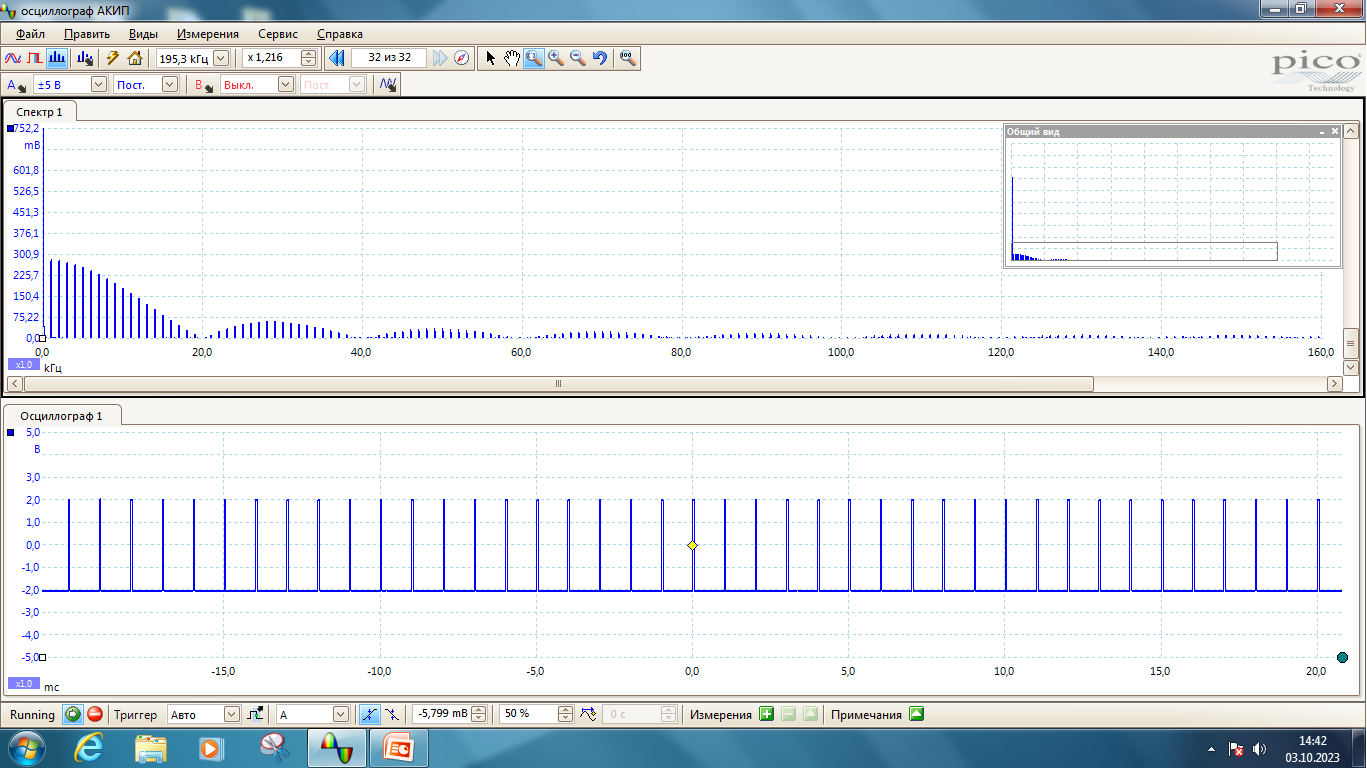 осциллограф АКИП
Файл Править Виды Измерения Сервис Справка
195,3 кГц x 1,216 32 из 32
pico
Technology
A ±5 В Пост. B Выкл. Пост.
Спектр 1
752,2
mВ
601,8
526,5
451,3
376,1
300,9
225,7
150,4
75,22
0,0
0,0 20,0 40,0 60,0 80,0 100,0 120,0 140,0 160,0
x1,0
кГц
Общий вид
Осциллограф 1
5,0
В
3,0
2,0
1,0
0,0
-1,0
-2,0
-3,0
-4,0
-5,0
-15,0 -10,0 -5,0 0,0 5,0 10,0 15,0 20,0
x1,0
mс
Running Триггер Авто A -5,799 mВ 50 % 0 с Измерения Примечания
14:42
03.10.2023